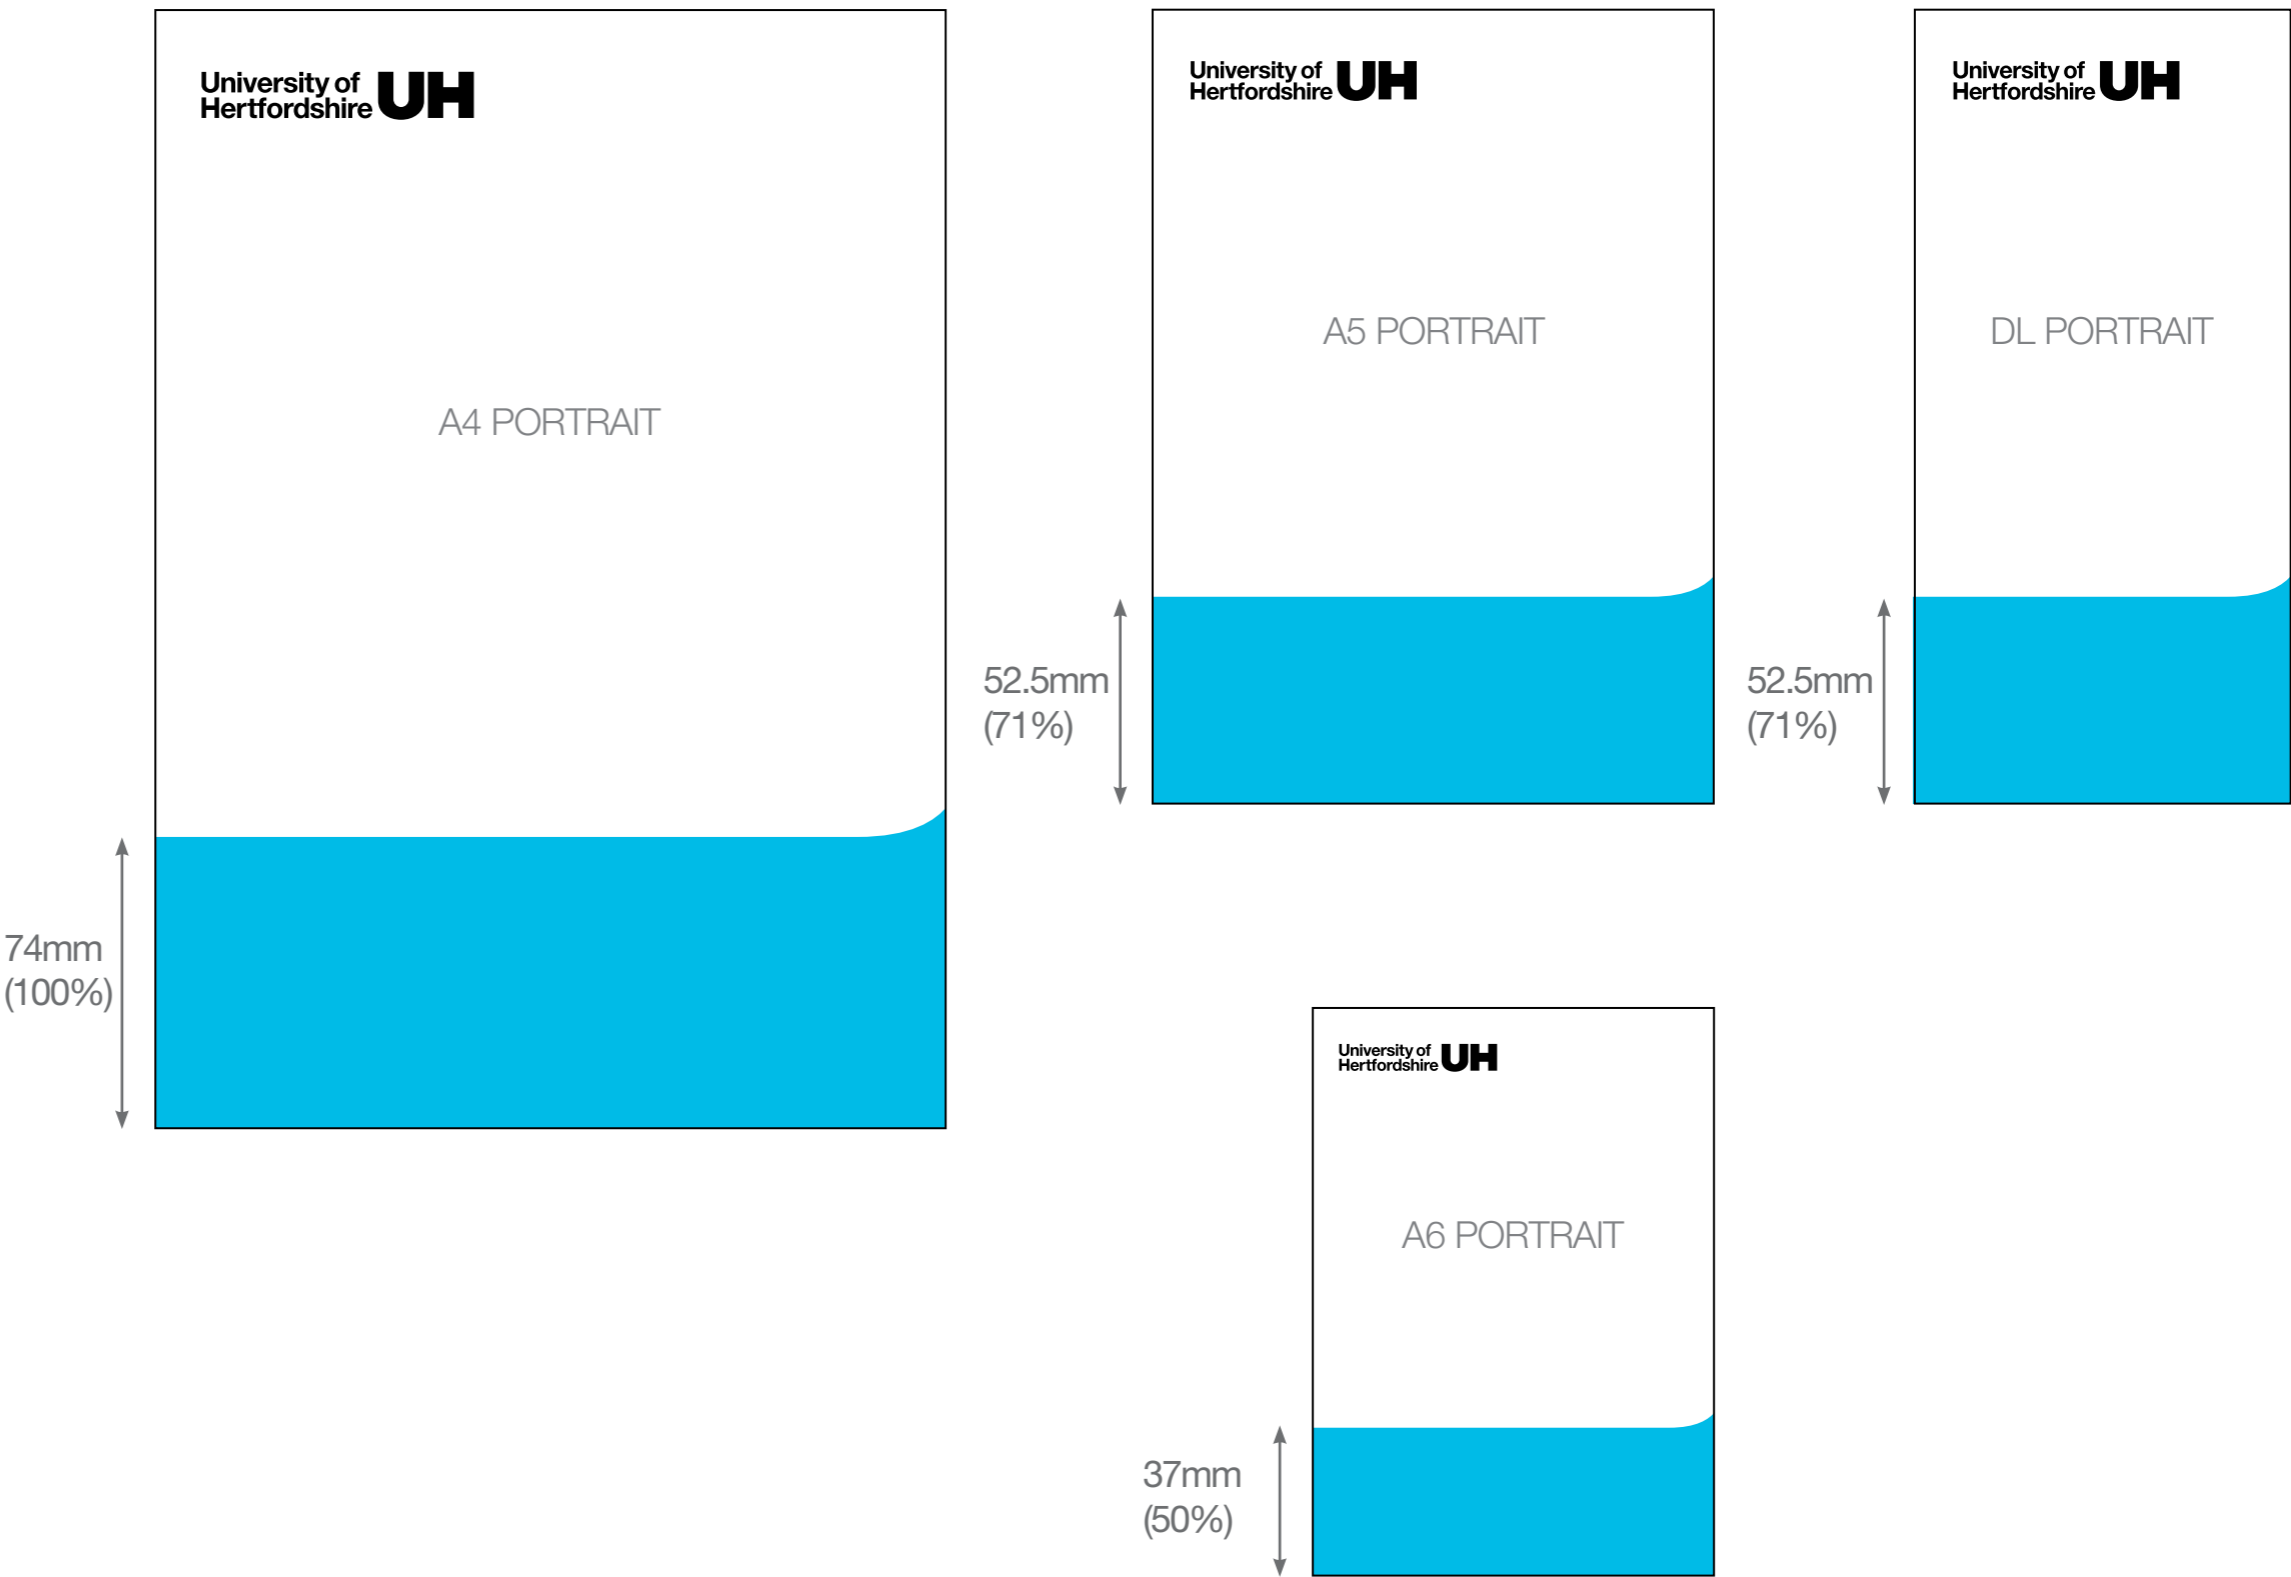 University of
Hertfordshire UH
A4 PORTRAIT
74mm
(100%)
University of
Hertfordshire UH
A5 PORTRAIT
52.5mm
(71%)
University of
Hertfordshire UH
DL PORTRAIT
52.5mm
(71%)
University of
Hertfordshire UH
A6 PORTRAIT
37mm
(50%)